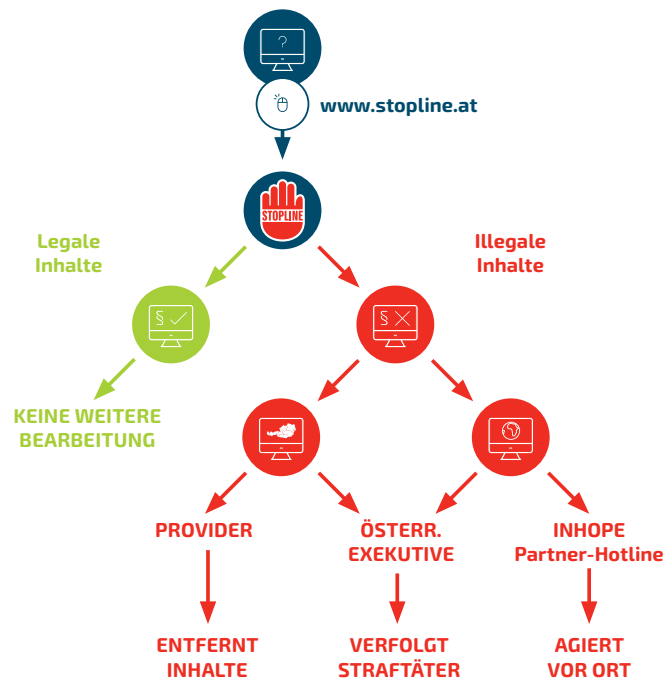 ?
www.stopline.at
STOPLINE
Legale
Inhalte
Illegale
Inhalte
§
§
KEINE WEITERE
BEARBEITUNG
PROVIDER
ÖSTERR.
EXEKUTIVE
INHOPE
Partner-Hotline
ENTFERNT
INHALTE
VERFOLGT
STRAFTÄTER
AGIERT
VOR ORT